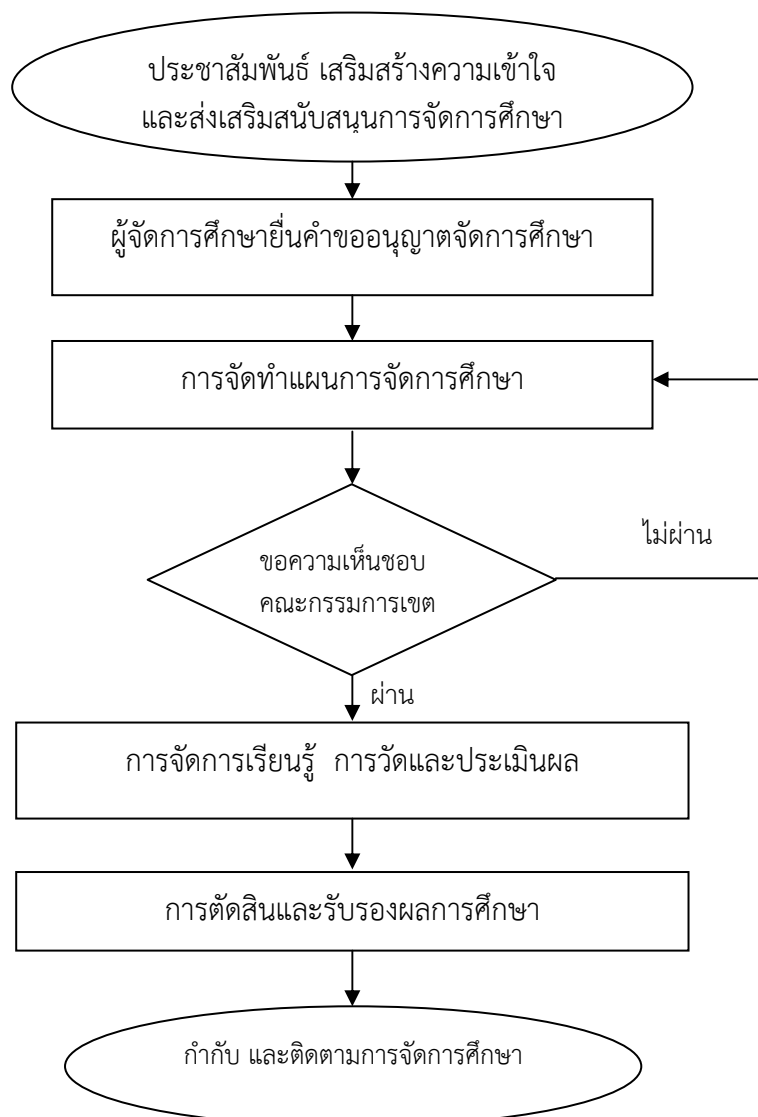 ประชาสัมพันธ์ เสริมสร้างความเข้าใจ
และส่งเสริมสนับสนุนการจัดการศึกษา
ผู้จัดการศึกษายื่นคำขออนุญาตจัดการศึกษา
การจัดทำแผนการจัดการศึกษา
ขอความเห็นชอบ
คณะกรรมการเขต
ไม่ผ่าน
ผ่าน
การจัดการเรียนรู้ การวัดและประเมินผล
การตัดสินและรับรองผลการศึกษา
กำกับ และติดตามการจัดการศึกษา